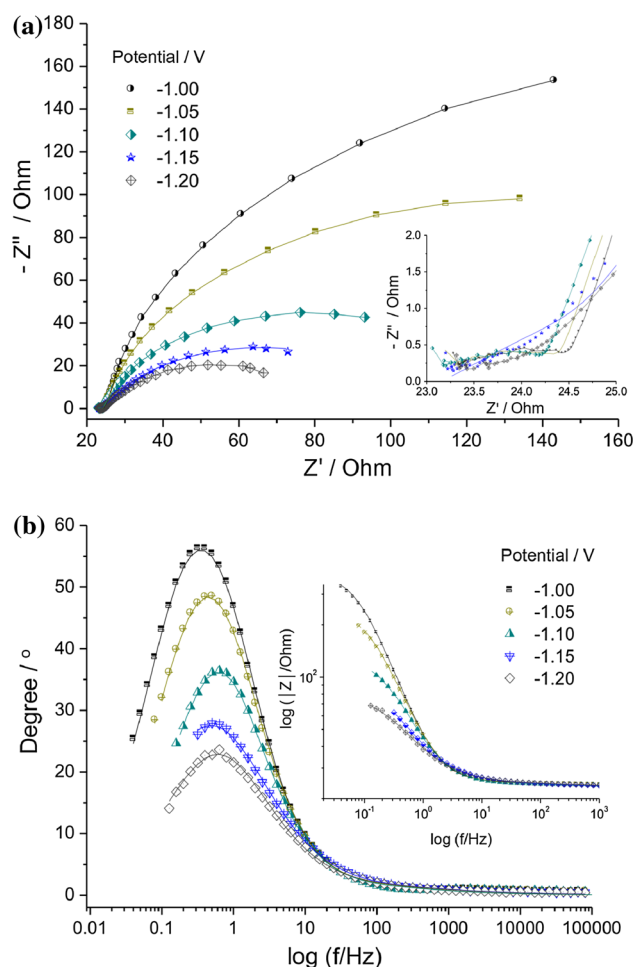 (a)
180
160
140
120
100
80
60
40
20
0
- Z'' / Ohm
Potential / V
-1.00
-1.05
-1.10
-1.15
-1.20
2.0
1.5
1.0
0.5
0.0
- Z'' / Ohm
23.0 23.5 24.0 24.5 25.0
Z' / Ohm
20 40 60 80 100 120 140 160
Z' / Ohm
(b)
60
50
40
30
20
10
0
Degree / °
Potential / V
-1.00
-1.05
-1.10
-1.15
-1.20
log (|Z|/Ohm)
10²
10⁻¹ 10⁰ 10¹ 10² 10³
log (f/Hz)
0.01 0.1 1 10 100 1000 10000 100000
log (f/Hz)